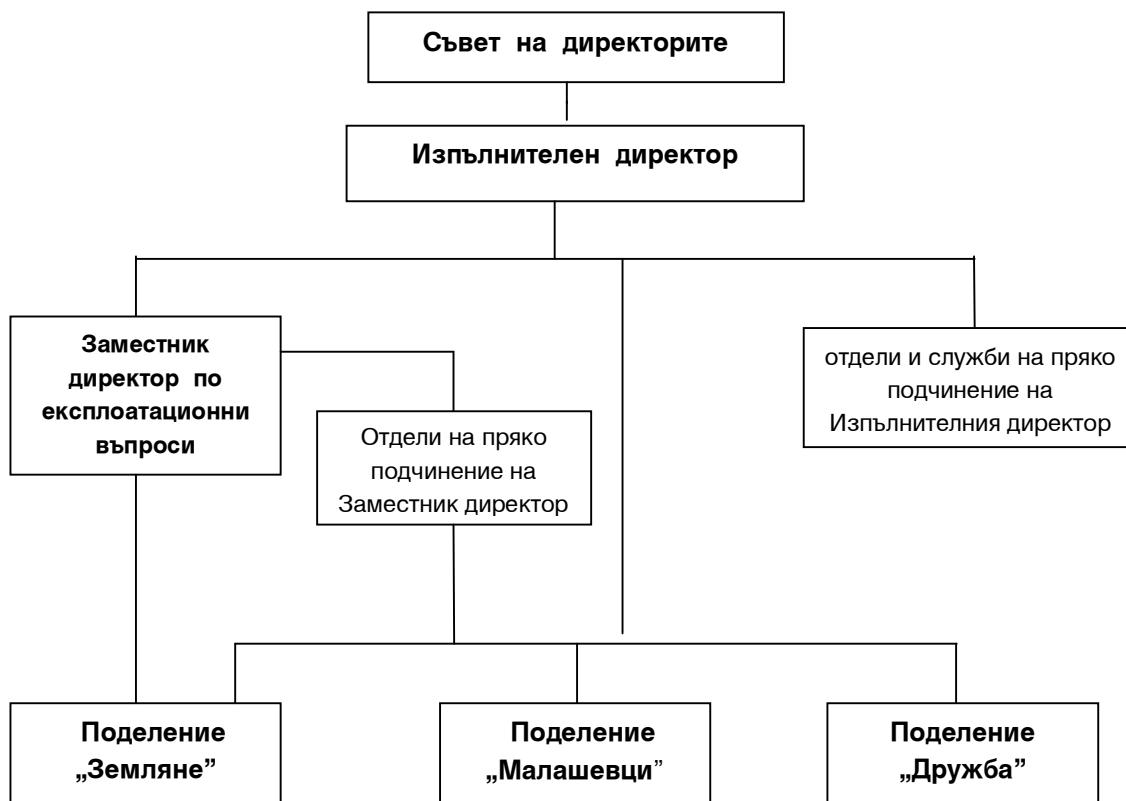 Съвет на директорите
Изпълнителен директор
Заместник
директор по
експлоатационни
въпроси
отдели и служби на пряко
подчинение на
Изпълнителния директор
Отдели на пряко
подчинение на
Заместник директор
Поделение
„Земляне”
Поделение
„Малашевци”
Поделение
„Дружба”